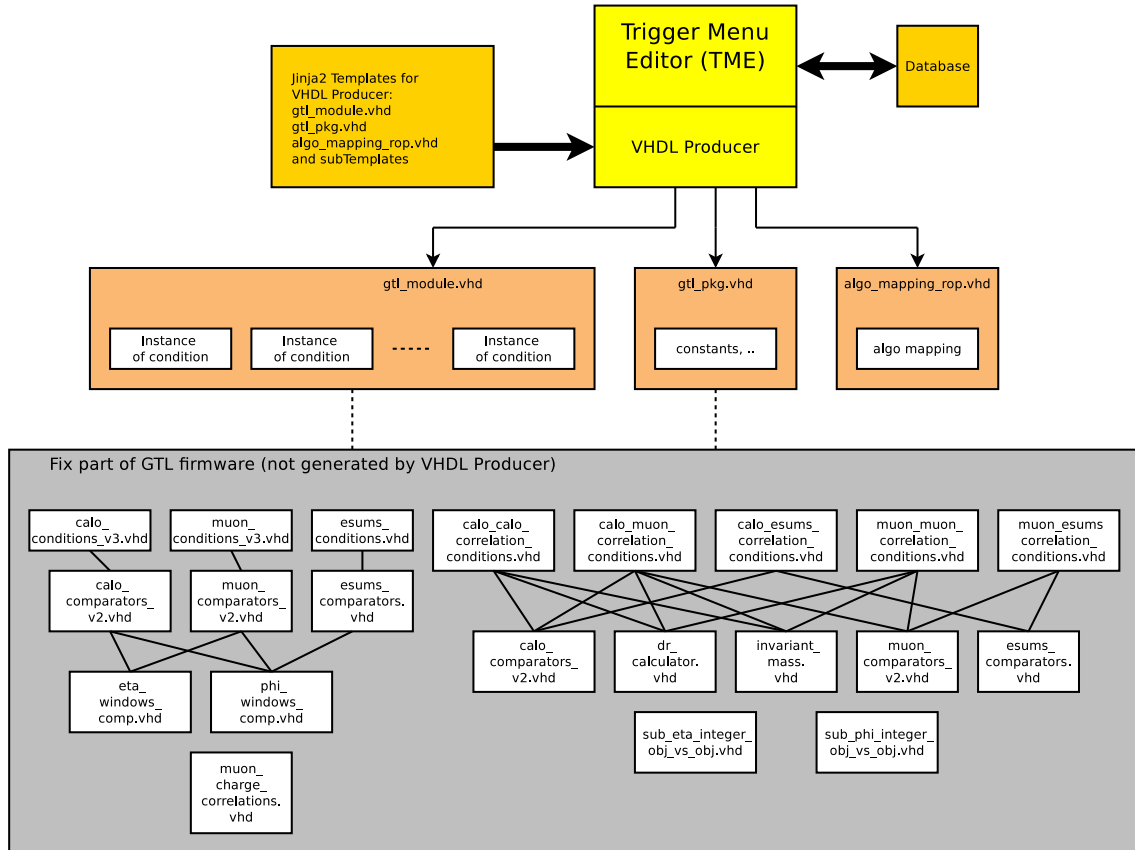 Trigger Menu
Editor (TME)
Database
Jinja2 Templates for
VHDL Producer:
gtl_module.vhd
gtl_pkg.vhd
algo_mapping_rop.vhd
and subTemplates
VHDL Producer
gtl_module.vhd
Instance
of condition
Instance
of condition
-----
Instance
of condition
gtl_pkg.vhd
constants, ..
algo_mapping_rop.vhd
algo mapping
Fix part of GTL firmware (not generated by VHDL Producer)
calo_
conditions_v3.vhd
muon_
conditions_v3.vhd
esums_
conditions.vhd
calo_calo_
correlation_
conditions.vhd
calo_muon_
correlation_
conditions.vhd
calo_esums_
correlation_
conditions.vhd
muon_muon_
correlation_
conditions.vhd
muon_esums
correlation_
conditions.vhd
calo_
comparators_
v2.vhd
muon_
comparators_
v2.vhd
esums_
comparators.
vhd
calo_
comparators_
v2.vhd
dr_
calculator.
vhd
invariant_
mass.
vhd
muon_
comparators_
v2.vhd
esums_
comparators.
vhd
eta_
windows_
comp.vhd
phi_
windows_
comp.vhd
sub_eta_integer_
obj_vs_obj.vhd
sub_phi_integer_
obj_vs_obj.vhd
muon_
charge_
correlations.
vhd